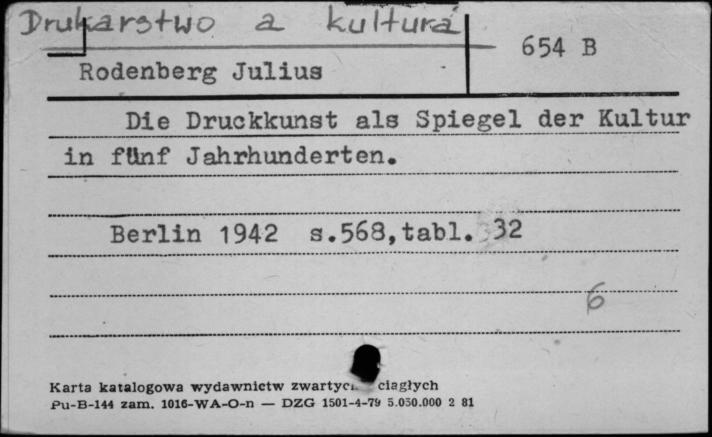 Drukarstwo a kultura
654 B
Rodenberg Julius
Die Druckkunst als Spiegel der Kultur
in fünf Jahrhunderten.
Berlin 1942 s.568, tabl. 32
6
Karta katalogowa wydawnictw ciągłych
Pu-B-144 zam. 1016-WA-O-n — DZG 1501-4-79 5.050.000 2 81